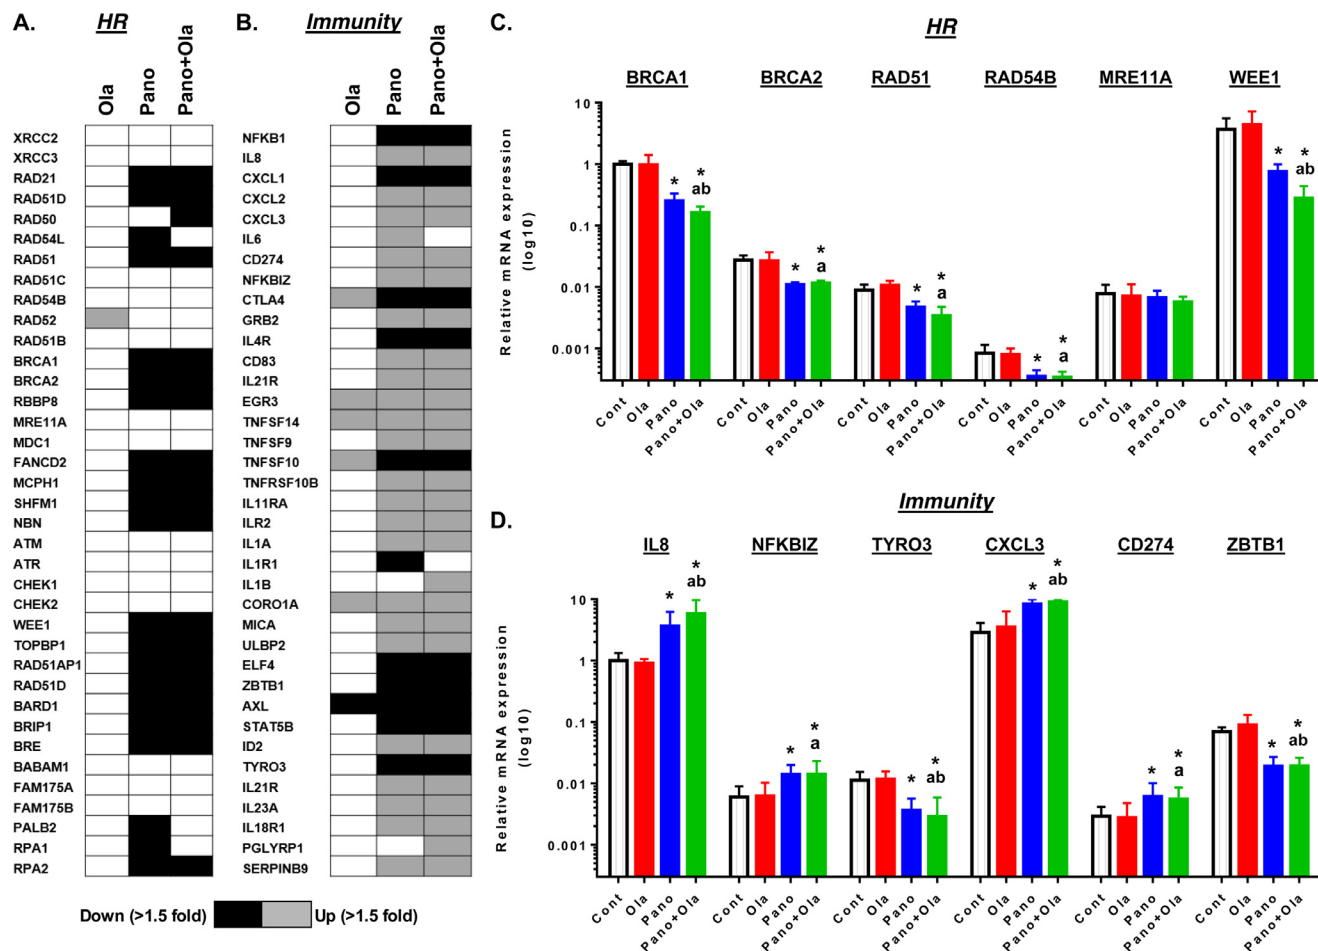 A. HR
Ola Pano Pano+Ola
XRCC2
XRCC3
RAD21
RAD51D
RAD50
RAD54L
RAD51
RAD51C
RAD54B
RAD52
RAD51B
BRCA1
BRCA2
RBBP8
MRE11A
MDC1
FANCD2
MCPH1
SHFM1
NBN
ATM
ATR
CHEK1
CHEK2
WEE1
TOPBP1
RAD51AP1
RAD51D
BARD1
BRIP1
BRE
BABAM1
FAM175A
FAM175B
PALB2
RPA1
RPA2
B. Immunity
Ola Pano Pano+Ola
NFKB1
IL8
CXCL1
CXCL2
CXCL3
IL6
CD274
NFKBIZ
CTLA4
GRB2
IL4R
CD83
IL21R
EGR3
TNFSF14
TNFSF9
TNFSF10
TNFRSF10B
IL11RA
ILR2
IL1A
IL1R1
IL1B
CORO1A
MICA
ULBP2
ELF4
ZBTB1
AXL
STAT5B
ID2
TYRO3
IL21R
IL23A
IL18R1
PGLYRP1
SERPINB9
Down (>1.5 fold) Up (>1.5 fold)
C. HR
BRCA1 BRCA2 RAD51 RAD54B MRE11A WEE1
Relative mRNA expression
(log10)
10
1
0.1
0.01
0.001
* * ab
* * a
* * a
* * a
* * ab
Cont Ola Pano Pano+Ola Cont Ola Pano Pano+Ola Cont Ola Pano Pano+Ola Cont Ola Pano Pano+Ola Cont Ola Pano Pano+Ola Cont Ola Pano Pano+Ola
D. Immunity
IL8 NFKBIZ TYRO3 CXCL3 CD274 ZBTB1
Relative mRNA expression
(log10)
10
1
0.1
0.01
0.001
* * ab
* * a
* * ab
* * ab
* * a
* * ab
Cont Ola Pano Pano+Ola Cont Ola Pano Pano+Ola Cont Ola Pano Pano+Ola Cont Ola Pano Pano+Ola Cont Ola Pano Pano+Ola Cont Ola Pano Pano+Ola